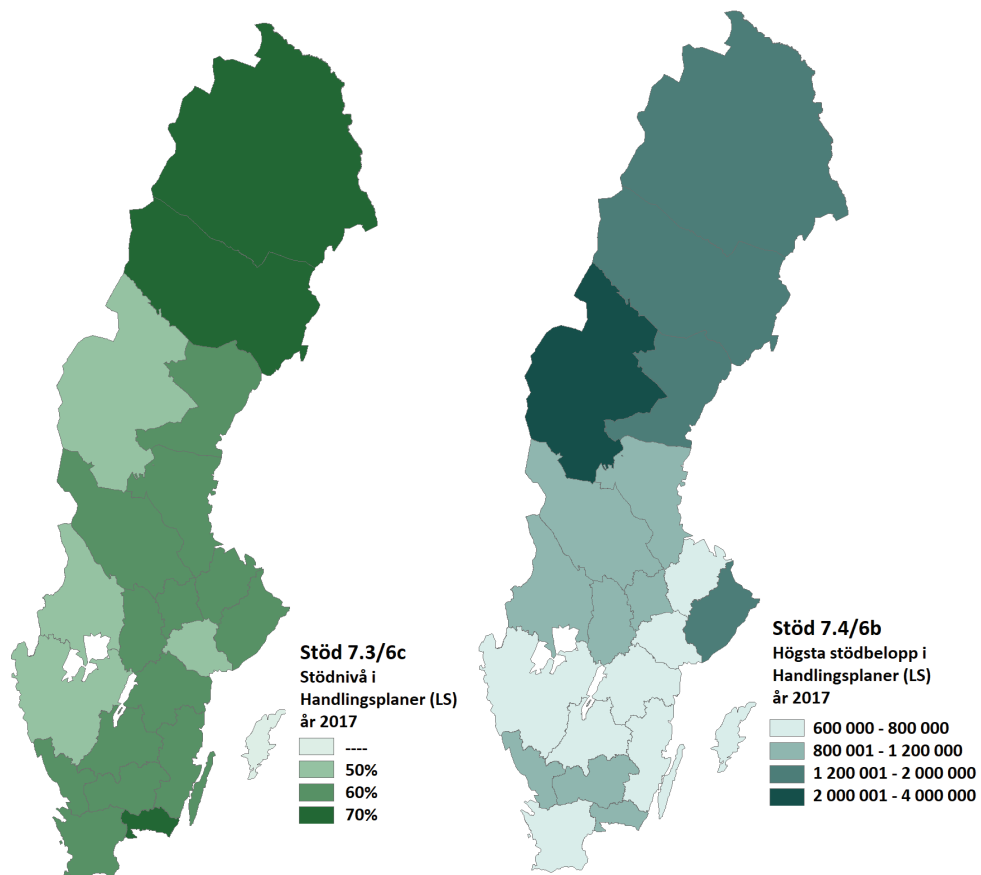 Stöd 7.3/6c
Stödnivå i
Handlingsplaner (LS)
år 2017
----
50%
60%
70%
Stöd 7.4/6b
Högsta stödbelopp i
Handlingsplaner (LS)
år 2017
600 000 - 800 000
800 001 - 1 200 000
1 200 001 - 2 000 000
2 000 001 - 4 000 000